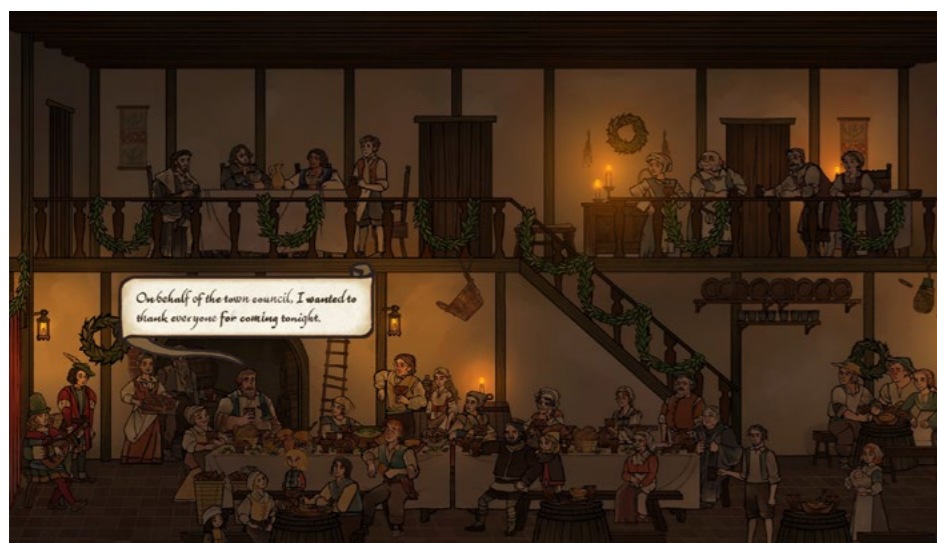 On behalf of the town council, I wanted to
thank everyone for coming tonight.